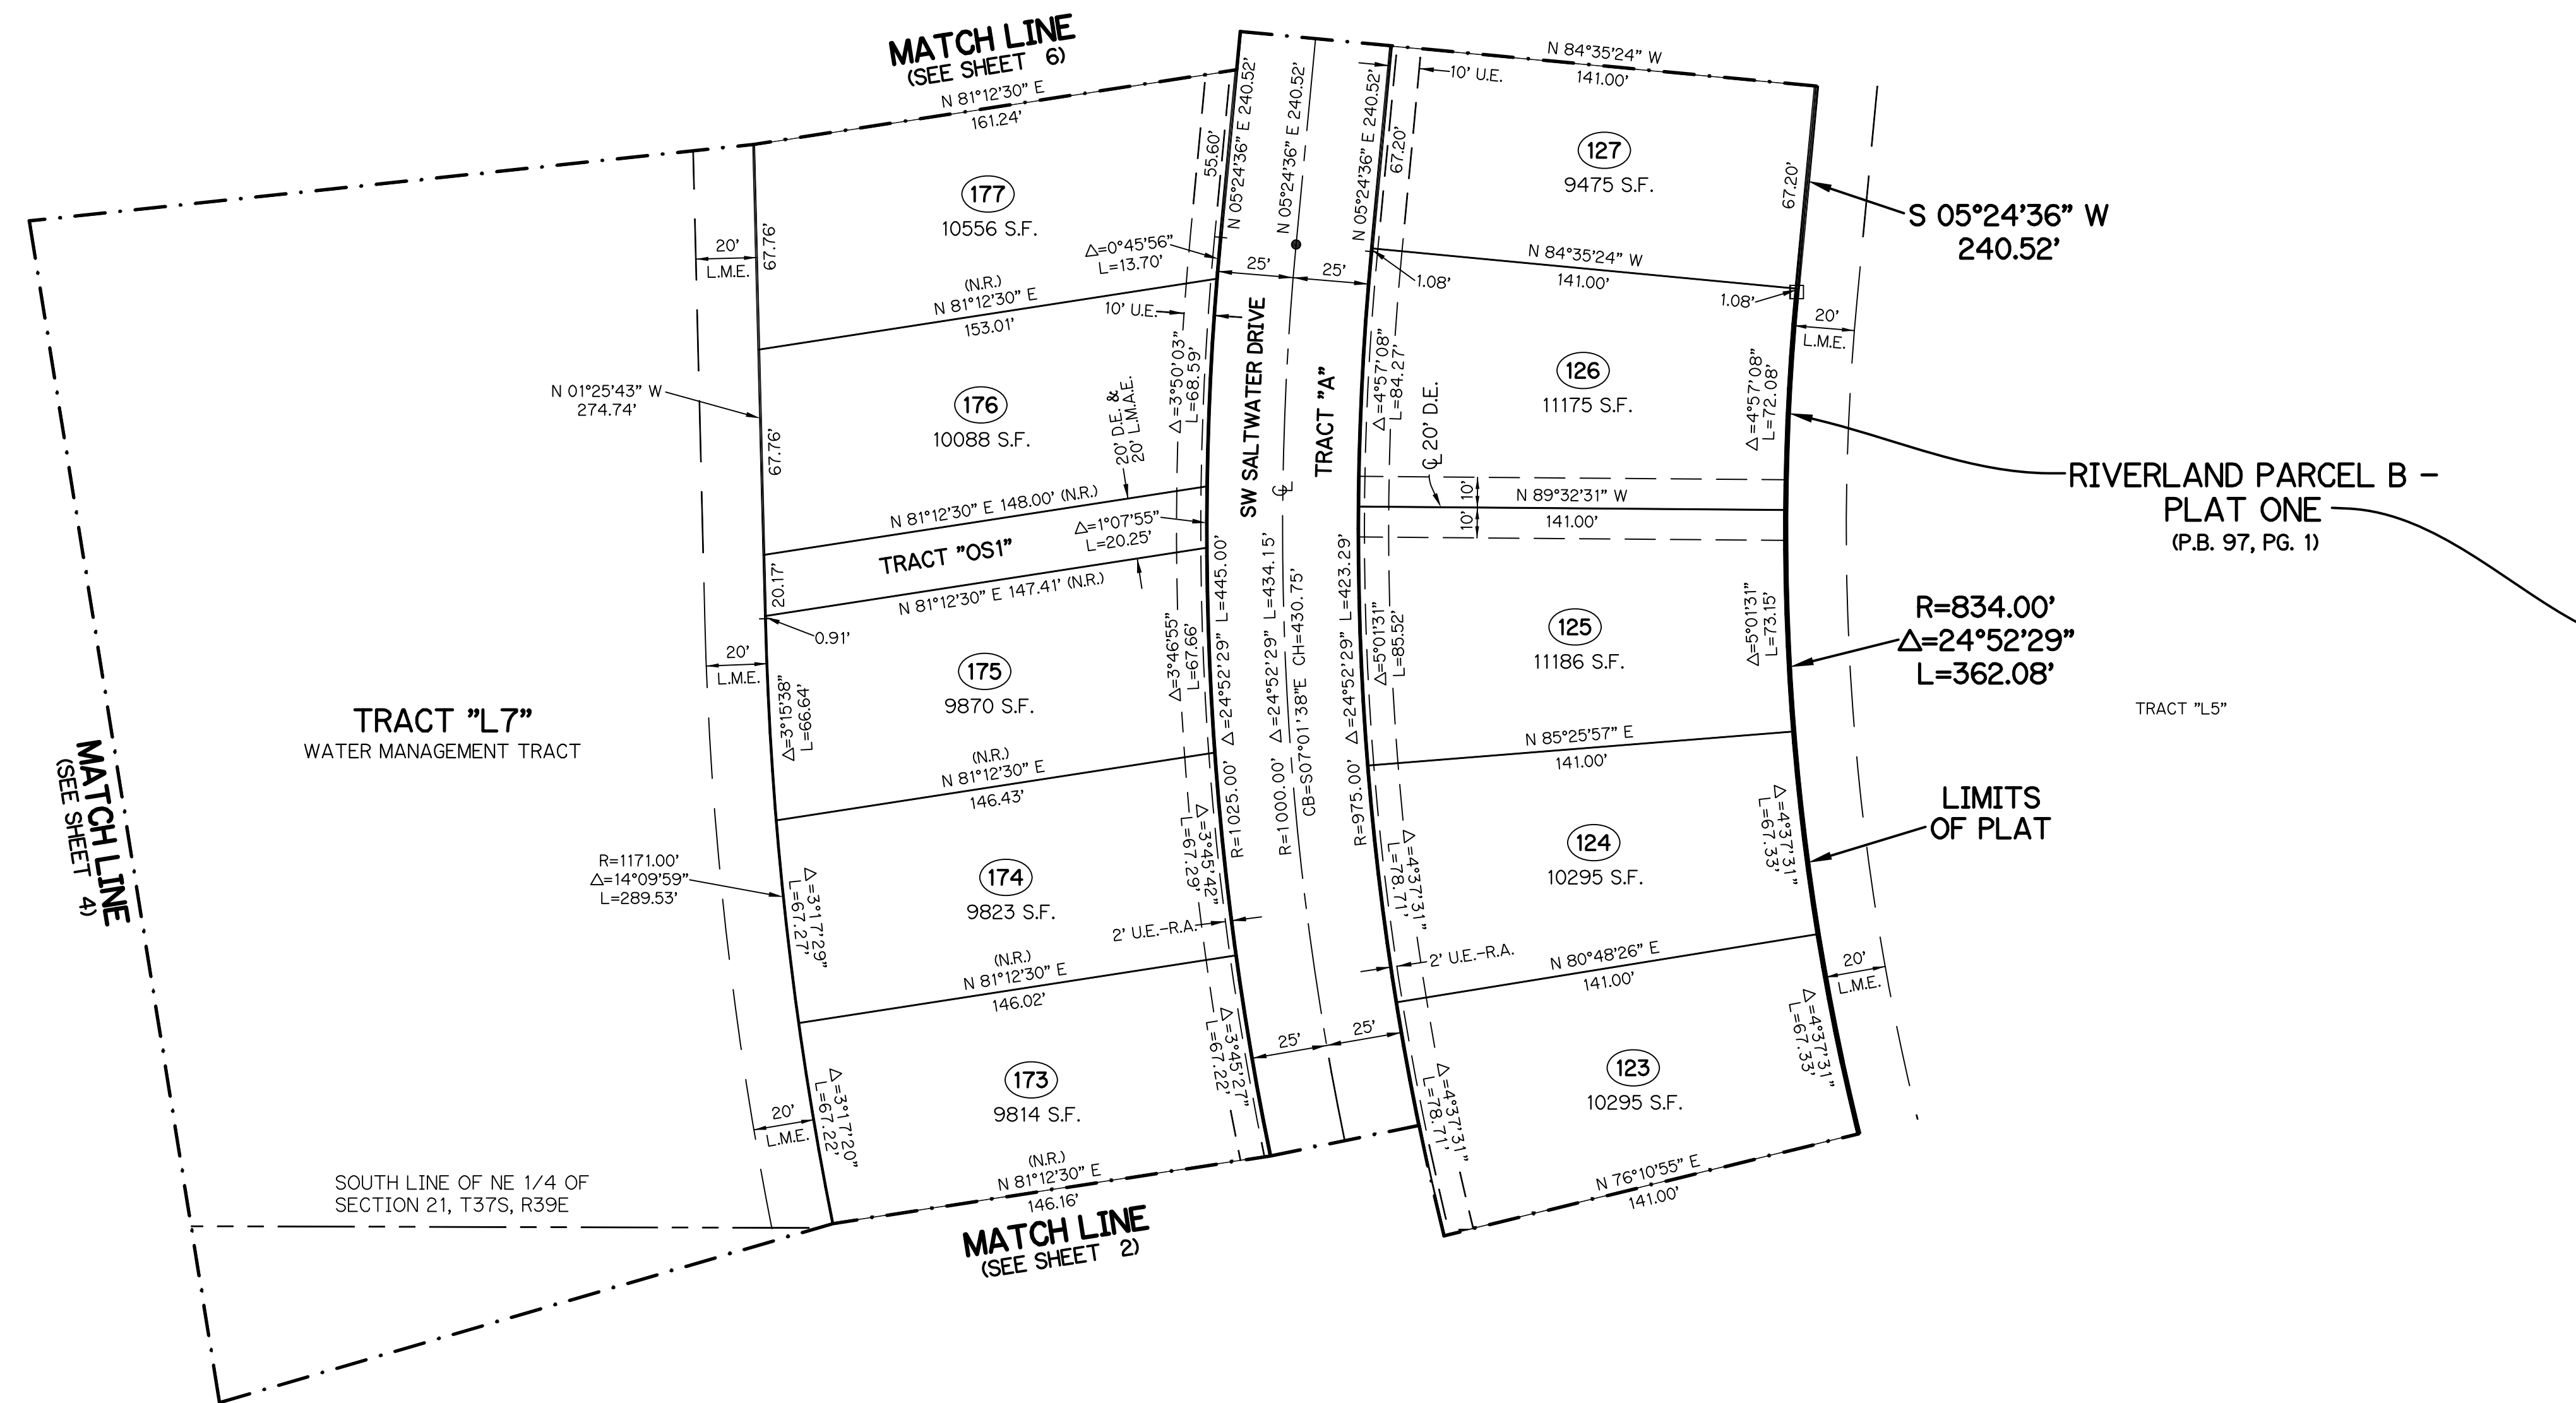 MATCH LINE
(SEE SHEET 6)
N 81°12'30" E
161.24'
N 84°35'24" W
141.00'
10' U.E.
55.60'
N 05°24'36" E 240.52'
N 05°24'36" E 240.52'
N 05°24'36" E 240.52'
67.20'
127
9475 S.F.
67.20'
S 05°24'36" W
240.52'
177
10556 S.F.
67.76'
20'
L.M.E.
△=0°45'56"
L=13.70'
25'
25'
N 84°35'24" W
141.00'
1.08'
1.08'
20'
L.M.E.
(N.R.)
N 81°12'30" E
153.01'
10' U.E.
SW SALTWATER DRIVE
TRACT "A"
△=3°50'03"
L=68.59'
△=4°57'08"
L=84.27'
126
11175 S.F.
△=4°57'08"
L=72.08'
N 01°25'43" W
274.74'
176
10088 S.F.
67.76'
20' D.E. &
20' L.M.A.E.
℄ 20' D.E.
RIVERLAND PARCEL B -
PLAT ONE
(P.B. 97, PG. 1)
N 81°12'30" E 148.00' (N.R.)
△=1°07'55"
L=20.25'
TRACT "OS1"
20.17'
N 81°12'30" E 147.41' (N.R.)
0.91'
℄
10'
10'
N 89°32'31" W
141.00'
20'
L.M.E.
△=3°15'38"
L=66.64'
175
9870 S.F.
△=3°46'55"
L=67.66'
R=1025.00' △=24°52'29" L=445.00'
R=1000.00' △=24°52'29" L=434.15'
CB=S07°01'38"E CH=430.75'
R=975.00' △=24°52'29" L=423.29'
△=5°01'31"
L=85.52'
125
11186 S.F.
△=5°01'31"
L=73.15'
R=834.00'
△=24°52'29"
L=362.08'
TRACT "L5"
TRACT "L7"
WATER MANAGEMENT TRACT
MATCH LINE
(SEE SHEET 4)
(N.R.)
N 81°12'30" E
146.43'
N 85°25'57" E
141.00'
LIMITS
OF PLAT
R=1171.00'
△=14°09'59"
L=289.53'
△=3°17'29"
L=67.27'
174
9823 S.F.
△=3°45'42"
L=67.29'
2' U.E.-R.A.
△=4°37'31"
L=78.71'
124
10295 S.F.
△=4°37'31"
L=67.33'
2' U.E.-R.A.
(N.R.)
N 81°12'30" E
146.02'
N 80°48'26" E
141.00'
20'
L.M.E.
25'
25'
20'
L.M.E.
△=3°17'20"
L=67.22'
173
9814 S.F.
△=3°45'27"
L=67.22'
△=4°37'31"
L=78.71'
123
10295 S.F.
△=4°37'31"
L=67.33'
SOUTH LINE OF NE 1/4 OF
SECTION 21, T37S, R39E
(N.R.)
N 81°12'30" E
146.16'
MATCH LINE
(SEE SHEET 2)
N 76°10'55" E
141.00'